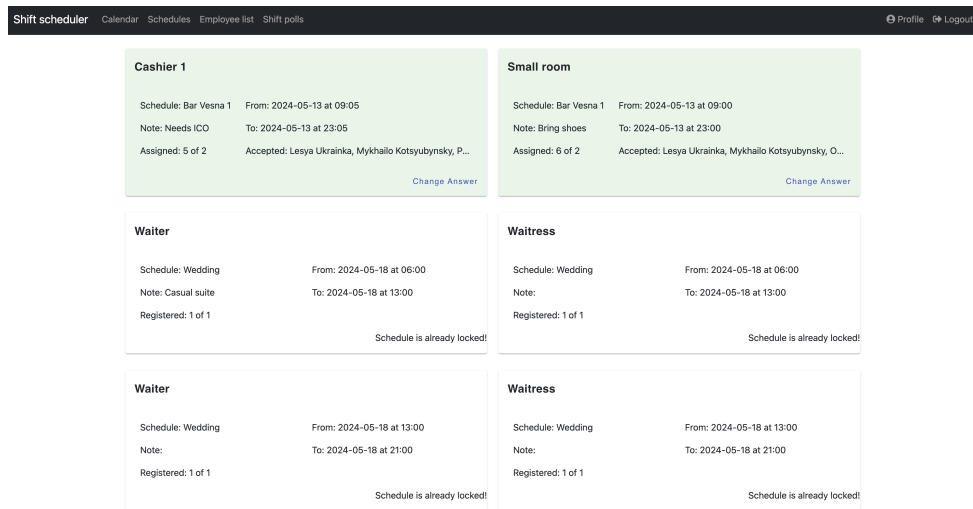 Shift scheduler Calendar Schedules Employee list Shift polls Profile Logout
Cashier 1
Schedule: Bar Vesna 1 From: 2024-05-13 at 09:05
Note: Needs ICO To: 2024-05-13 at 23:05
Assigned: 5 of 2 Accepted: Lesya Ukrainka, Mykhailo Kotsyubynsky, P...
Change Answer
Small room
Schedule: Bar Vesna 1 From: 2024-05-13 at 09:00
Note: Bring shoes To: 2024-05-13 at 23:00
Assigned: 6 of 2 Accepted: Lesya Ukrainka, Mykhailo Kotsyubynsky, O...
Change Answer
Waiter
Schedule: Wedding From: 2024-05-18 at 06:00
Note: Casual suite To: 2024-05-18 at 13:00
Registered: 1 of 1
Schedule is already locked!
Waitress
Schedule: Wedding From: 2024-05-18 at 06:00
Note: To: 2024-05-18 at 13:00
Registered: 1 of 1
Schedule is already locked!
Waiter
Schedule: Wedding From: 2024-05-18 at 13:00
Note: To: 2024-05-18 at 21:00
Registered: 1 of 1
Schedule is already locked!
Waitress
Schedule: Wedding From: 2024-05-18 at 13:00
Note: To: 2024-05-18 at 21:00
Registered: 1 of 1
Schedule is already locked!